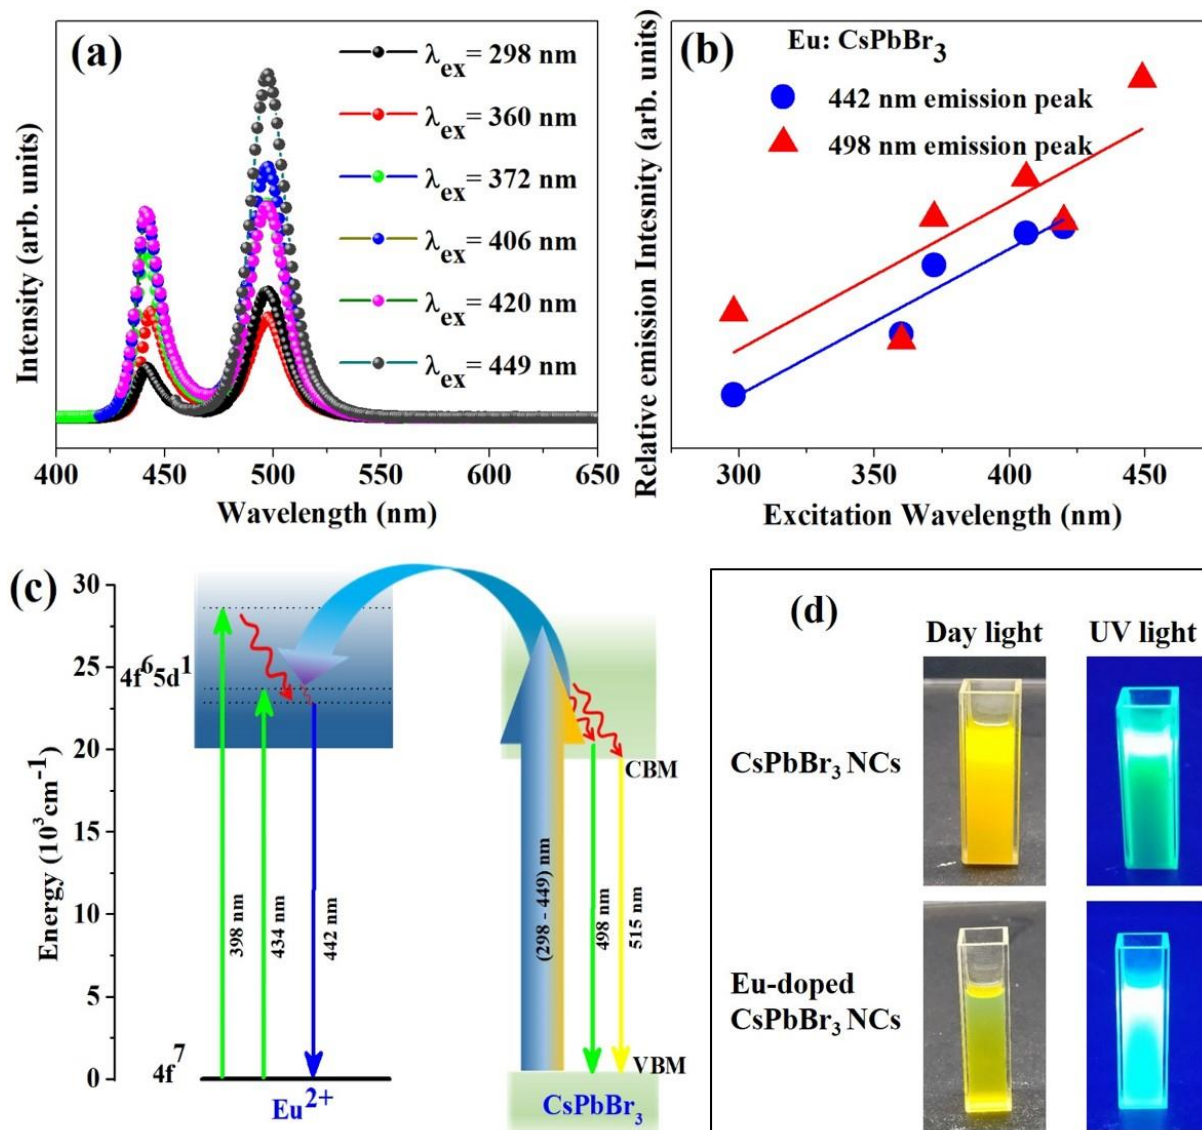 (a)
λex= 298 nm
λex= 360 nm
λex= 372 nm
λex= 406 nm
λex= 420 nm
λex= 449 nm
Intensity (arb. units)
400 450 500 550 600 650
Wavelength (nm)
(b)
Eu: CsPbBr3
442 nm emission peak
498 nm emission peak
Relative emission Intesnity (arb. units)
300 350 400 450
Excitation Wavelength (nm)
(c)
30
25
20
15
10
5
0
Energy (10³cm⁻¹)
4f⁶5d¹
4f⁷
398 nm
434 nm
442 nm
Eu²⁺
(298 - 449) nm
498 nm
515 nm
CBM
VBM
CsPbBr3
(d)
Day light UV light
CsPbBr3 NCs
Eu-doped
CsPbBr3 NCs